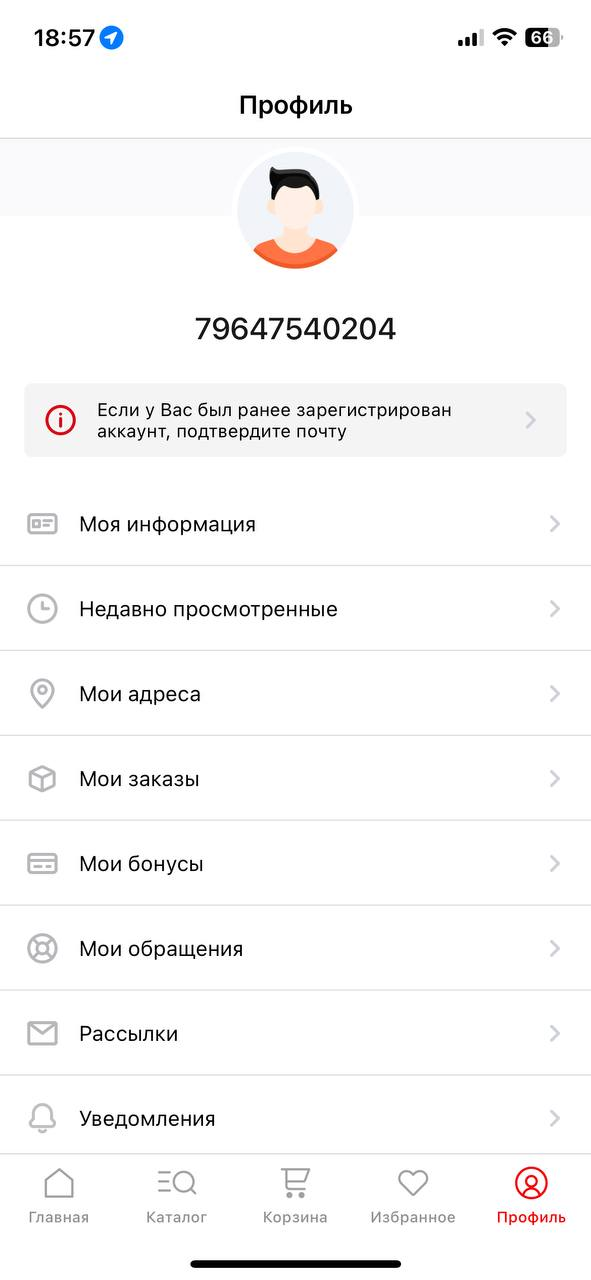 18:57
66
Профиль
79647540204
Если у Вас был ранее зарегистрирован
аккаунт, подтвердите почту
Моя информация
Недавно просмотренные
Мои адреса
Мои заказы
Мои бонусы
Мои обращения
Рассылки
Уведомления
Главная
Каталог
Корзина
Избранное
Профиль